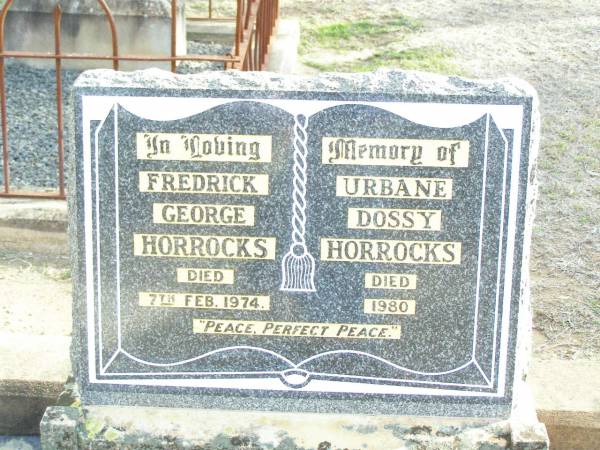 In Loving
FREDRICK
GEORGE
HORROCKS
DIED
7TH FEB. 1974.
Memory of
URBANE
DOSSY
HORROCKS
DIED
1980
"PEACE, PERFECT PEACE."